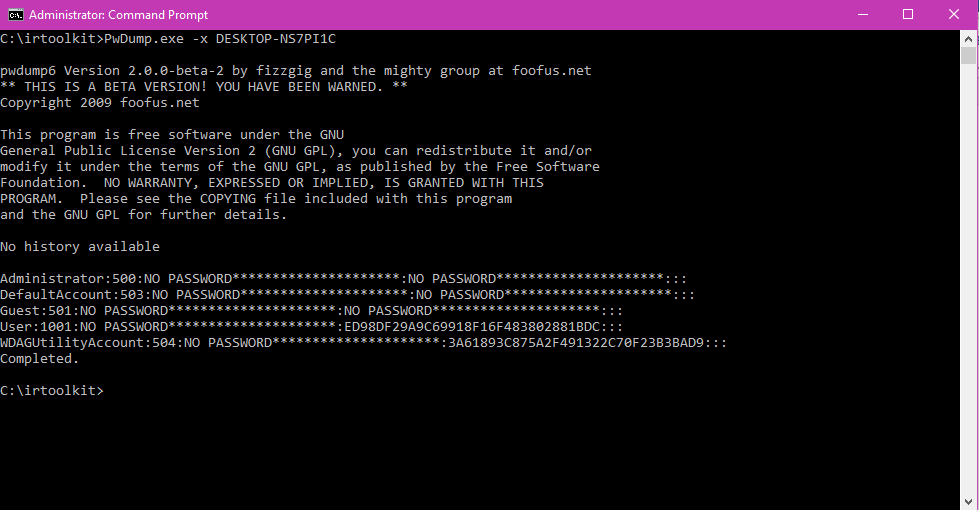 Administrator: Command Prompt
C:\irtoolkit>PwDump.exe -x DESKTOP-NS7PI1C
pwdump6 Version 2.0.0-beta-2 by fizzgig and the mighty group at foofus.net
** THIS IS A BETA VERSION! YOU HAVE BEEN WARNED. **
Copyright 2009 foofus.net
This program is free software under the GNU
General Public License Version 2 (GNU GPL), you can redistribute it and/or
modify it under the terms of the GNU GPL, as published by the Free Software
Foundation.  NO WARRANTY, EXPRESSED OR IMPLIED, IS GRANTED WITH THIS
PROGRAM.  Please see the COPYING file included with this program
and the GNU GPL for further details.
No history available
Administrator:500:NO PASSWORD*********************:NO PASSWORD*********************:::
DefaultAccount:503:NO PASSWORD*********************:NO PASSWORD*********************:::
Guest:501:NO PASSWORD*********************:NO PASSWORD*********************:::
User:1001:NO PASSWORD*********************:ED98DF29A9C69918F16F483802881BDC:::
WDAGUtilityAccount:504:NO PASSWORD*********************:3A61893C875A2F491322C70F23B3BAD9:::
Completed.
C:\irtoolkit>